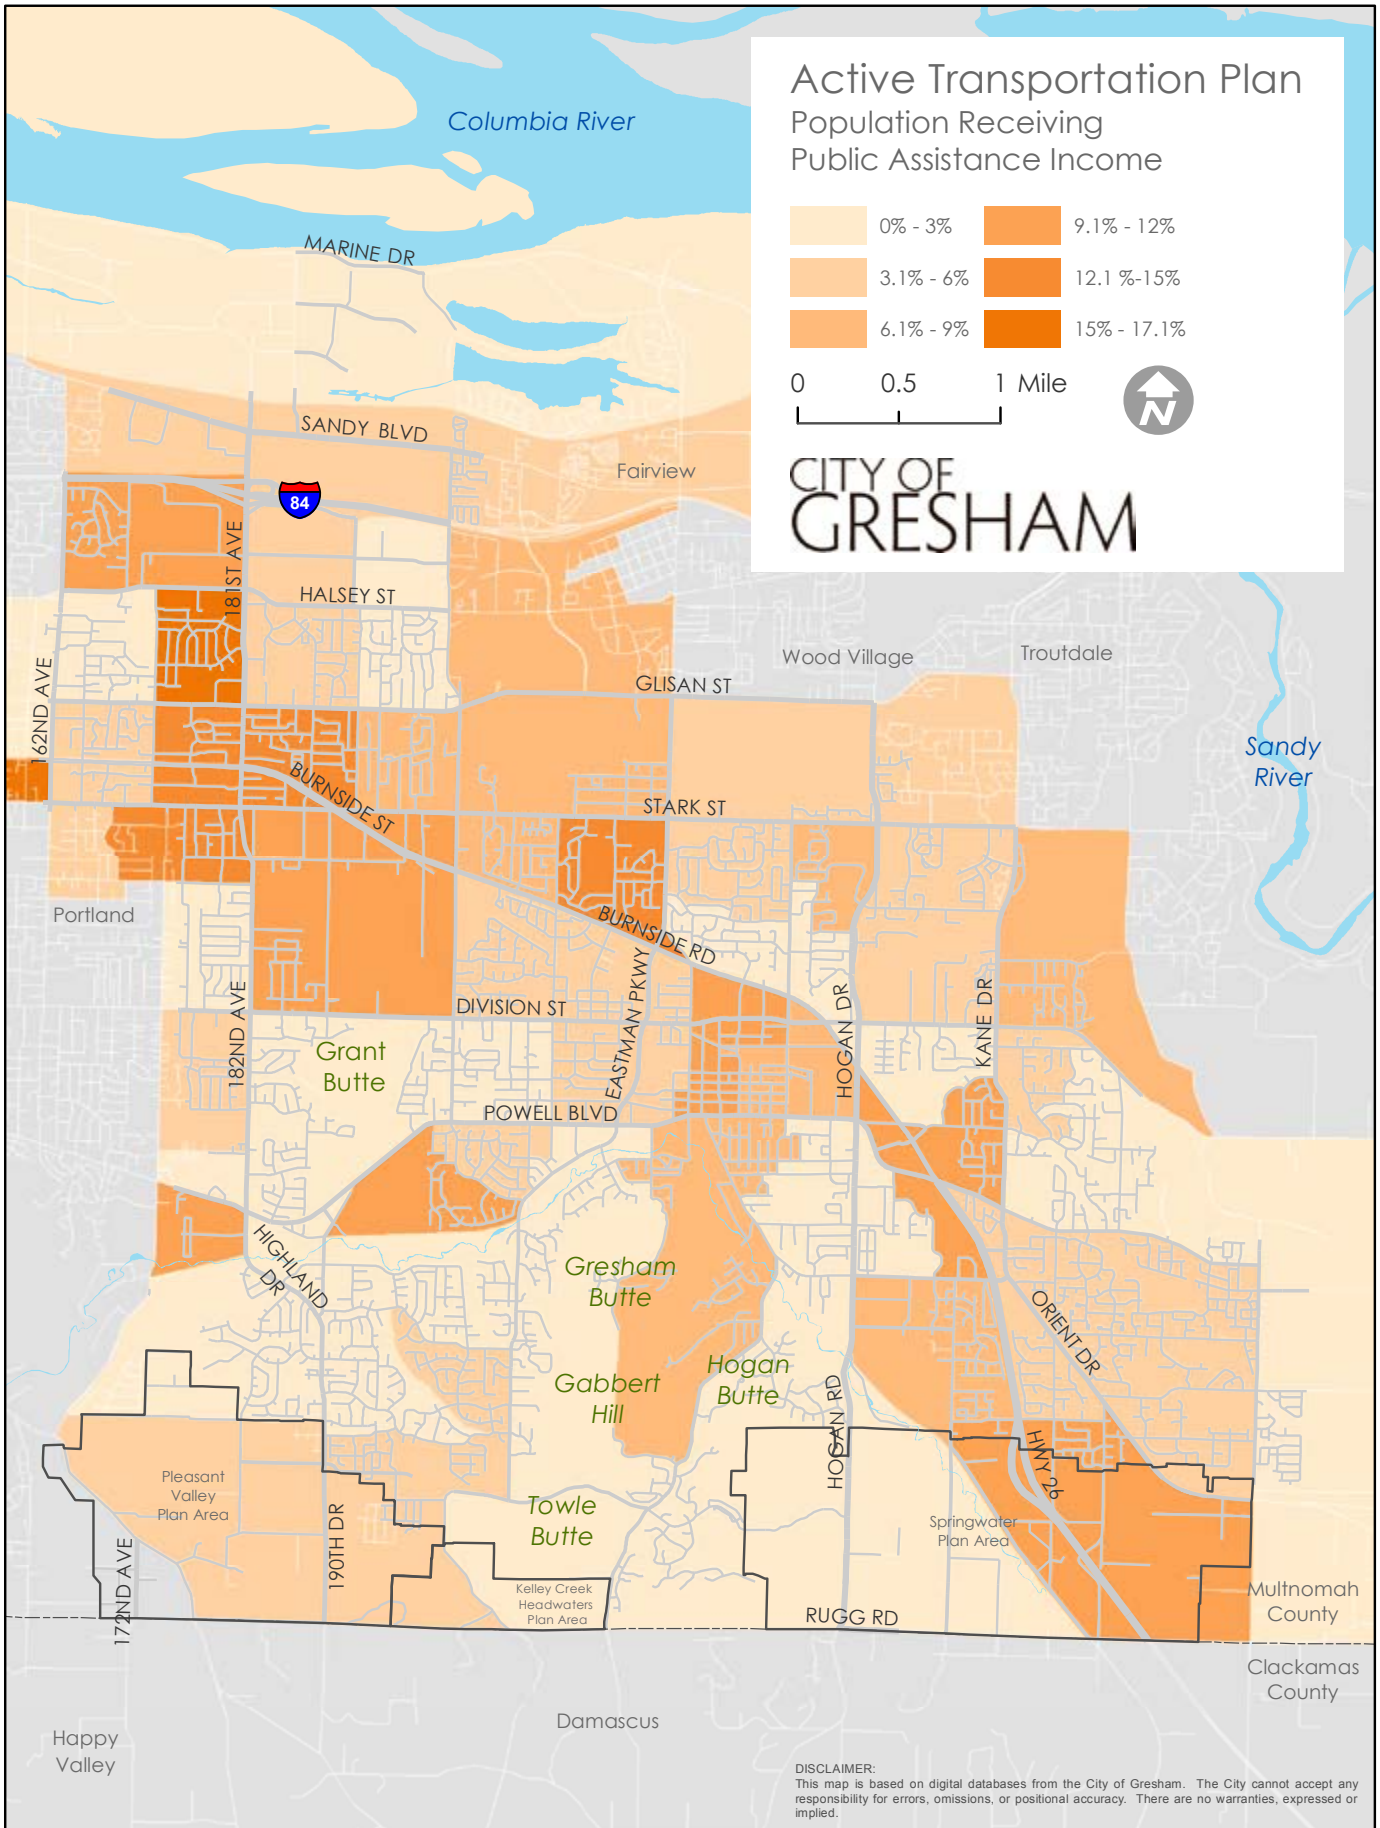 Active Transportation Plan
Population Receiving
Public Assistance Income
0% - 3%
9.1% - 12%
3.1% - 6%
12.1 %-15%
6.1% - 9%
15% - 17.1%
0 0.5 1 Mile
N
CITY OF
GRESHAM
Columbia River
MARINE DR
SANDY BLVD
Fairview
84
181ST AVE
HALSEY ST
Wood Village
Troutdale
162ND AVE
GLISAN ST
Sandy
River
BURNSIDE ST
STARK ST
Portland
BURNSIDE RD
DIVISION ST
EASTMAN PKWY
HOGAN DR
KANE DR
182ND AVE
Grant
Butte
POWELL BLVD
HIGHLAND
DR
Gresham
Butte
ORIENT DR
Hogan
Butte
Gabbert
Hill
HOGAN RD
HWY 26
Pleasant
Valley
Plan Area
Towle
Butte
Springwater
Plan Area
190TH DR
172ND AVE
Kelley Creek
Headwaters
Plan Area
RUGG RD
Multnomah
County
Clackamas
County
Damascus
Happy
Valley
DISCLAIMER:
This map is based on digital databases from the City of Gresham. The City cannot accept any
responsibility for errors, omissions, or positional accuracy. There are no warranties, expressed or
implied.